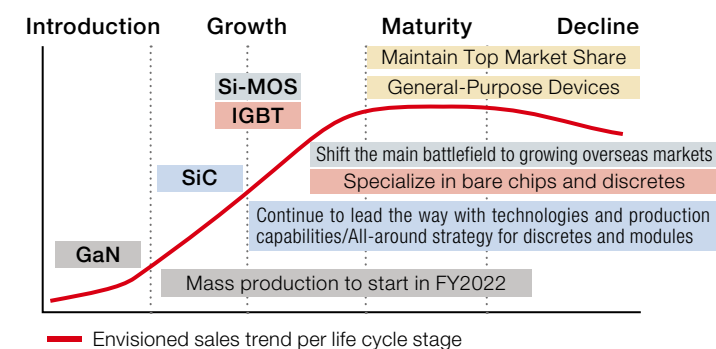 Introduction Growth Maturity Decline
Maintain Top Market Share
Si-MOS General-Purpose Devices
IGBT
Shift the main battlefield to growing overseas markets
SiC Specialize in bare chips and discretes
Continue to lead the way with technologies and production
capabilities/All-around strategy for discretes and modules
GaN
Mass production to start in FY2022
Envisioned sales trend per life cycle stage